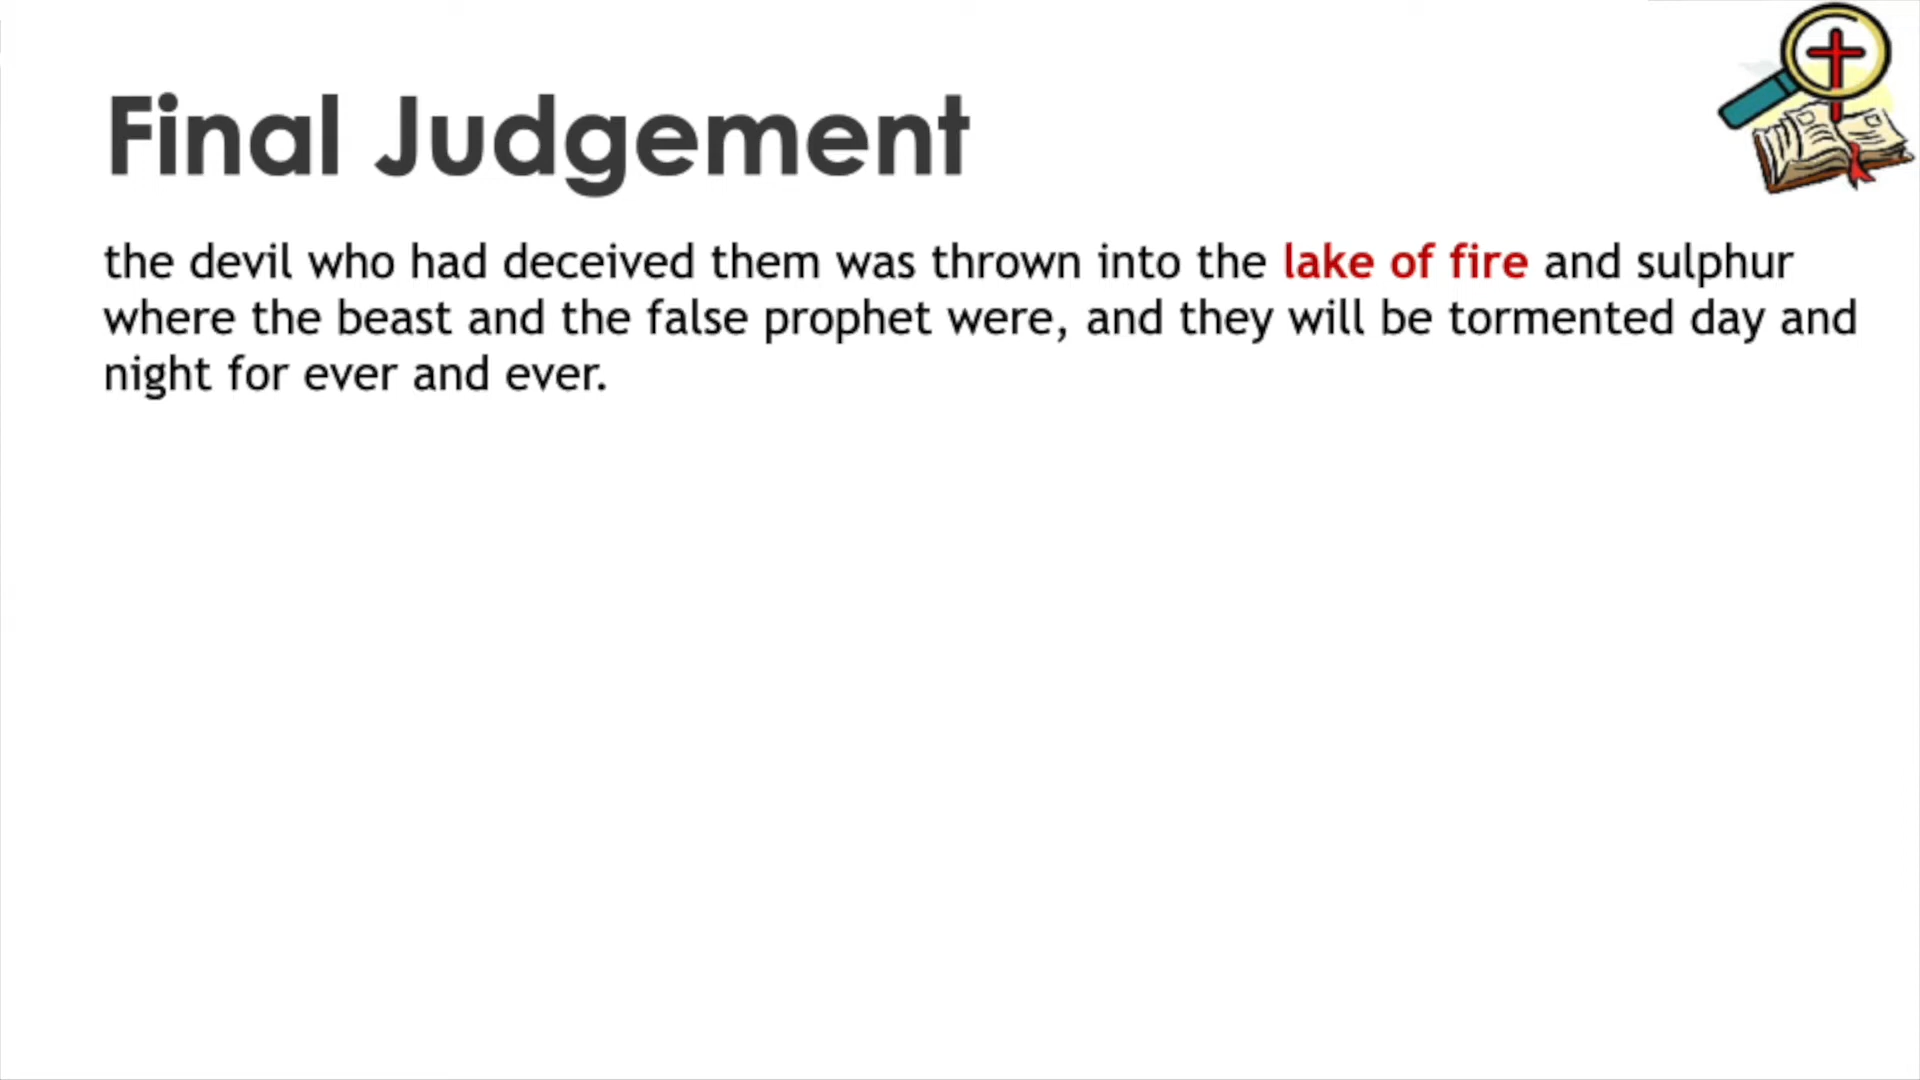 Final Judgement
the devil who had deceived them was thrown into the lake of fire and sulphur
where the beast and the false prophet were, and they will be tormented day and
night for ever and ever.